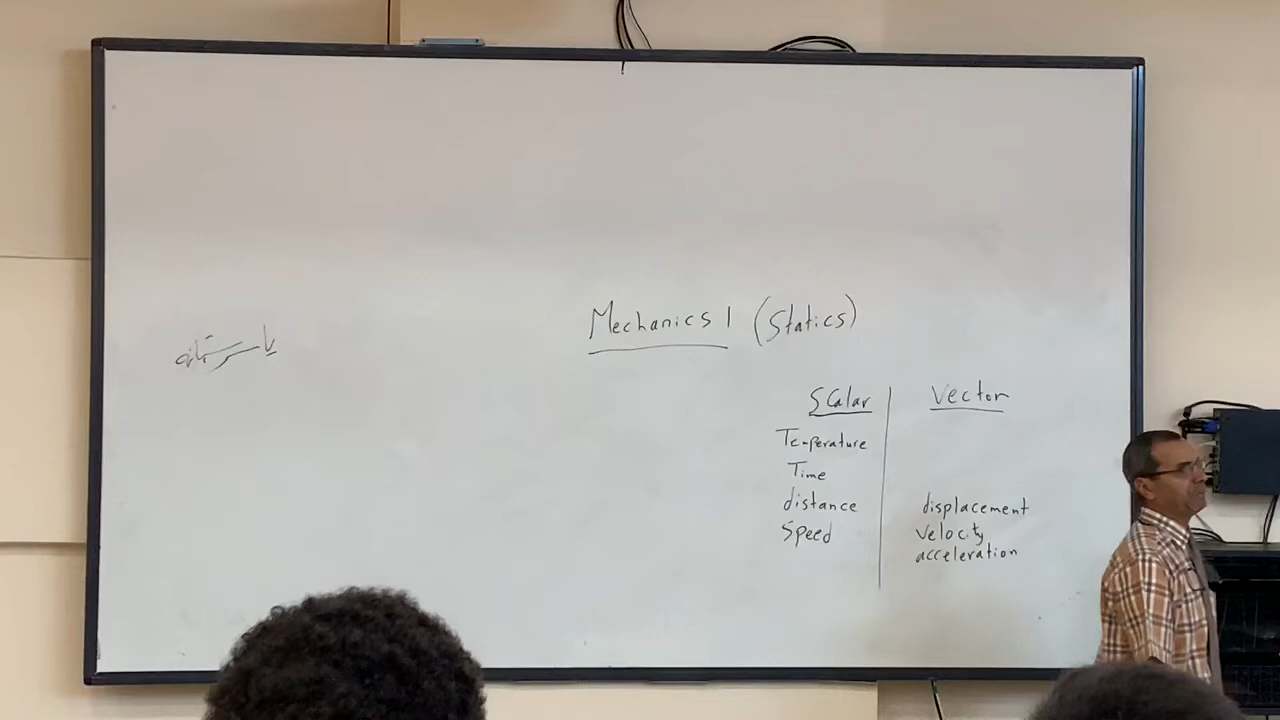 Mechanics 1 (Statics)
Scalar Vector
Temperature
Time
distance displacement
Speed velocity
acceleration